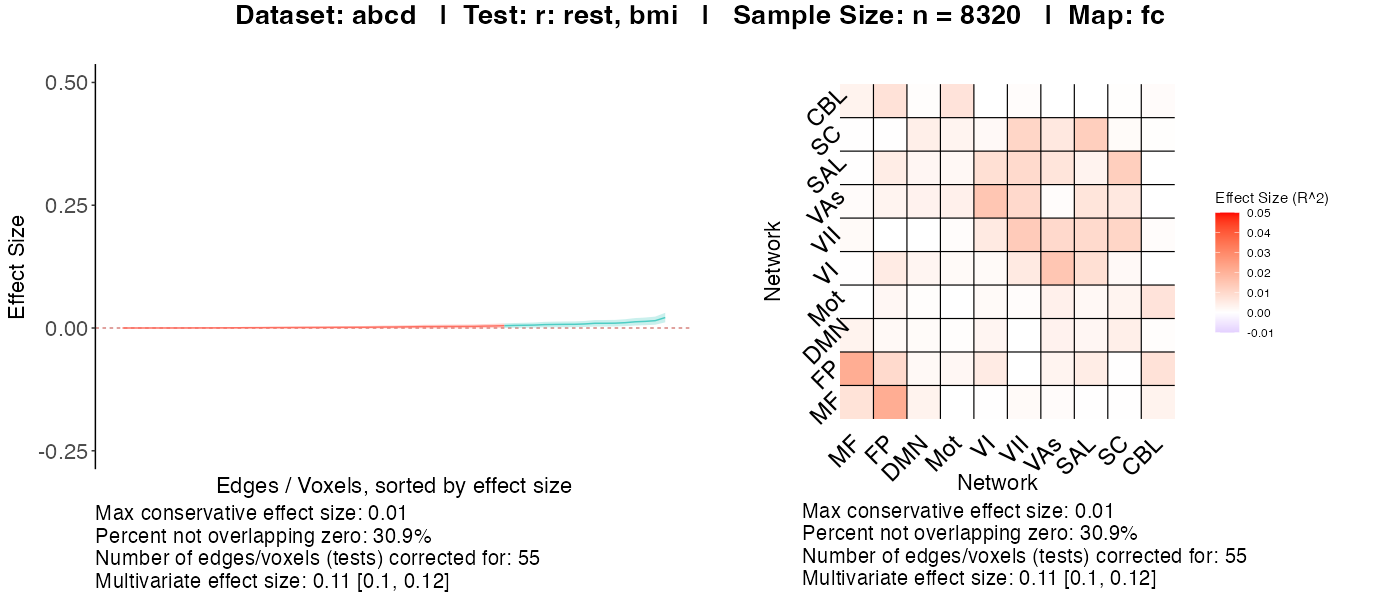 Dataset: abcd | Test: r: rest, bmi | Sample Size: n = 8320 | Map: fc
0.50
0.25
0.00
-0.25
Effect Size
Edges / Voxels, sorted by effect size
Max conservative effect size: 0.01
Percent not overlapping zero: 30.9%
Number of edges/voxels (tests) corrected for: 55
Multivariate effect size: 0.11 [0.1, 0.12]
CBL
SC
SAL
VAs
VII
VI
Mot
DMN
FP
MF
Network
MF
FP
DMN
Mot
VI
VII
VAs
SAL
SC
CBL
Network
Max conservative effect size: 0.01
Percent not overlapping zero: 30.9%
Number of edges/voxels (tests) corrected for: 55
Multivariate effect size: 0.11 [0.1, 0.12]
Effect Size (R^2)
0.05
0.04
0.03
0.02
0.01
0.00
-0.01